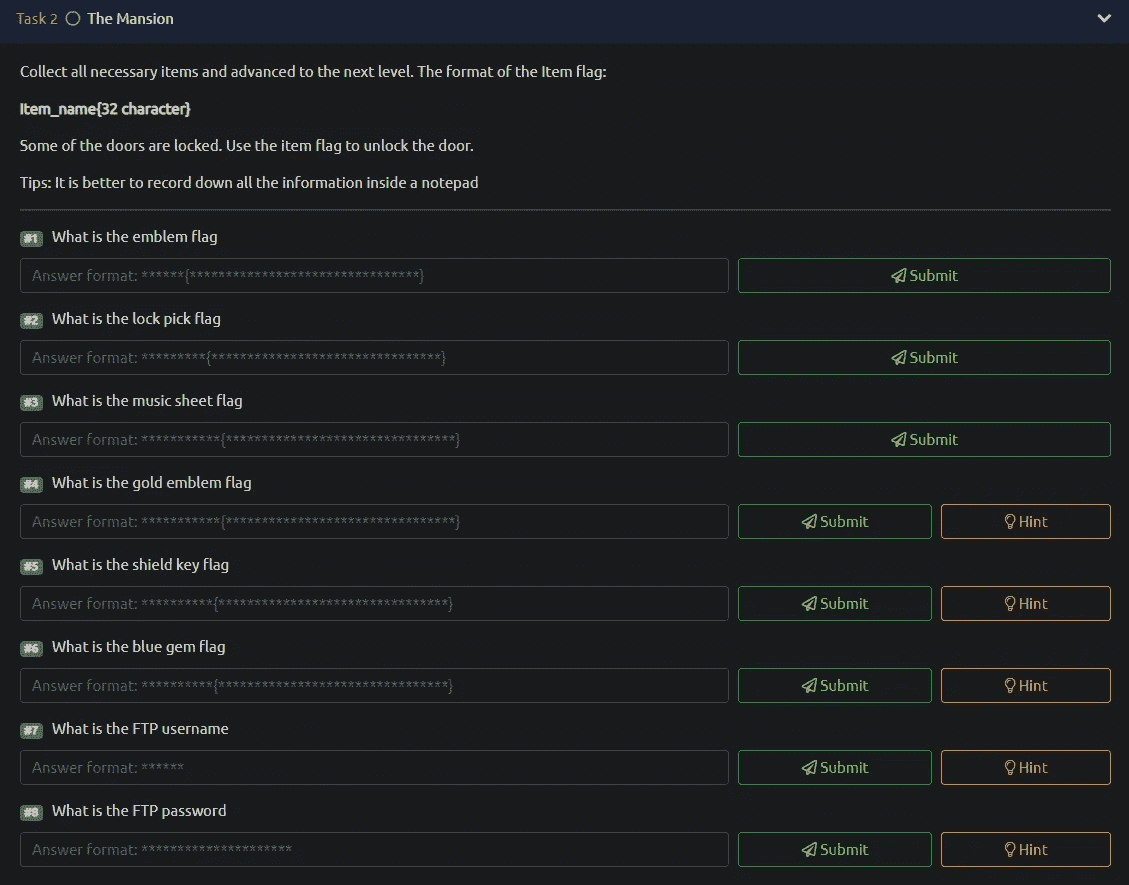 Task 2 The Mansion
Collect all necessary items and advanced to the next level. The format of the Item flag:
Item_name{32 character}
Some of the doors are locked. Use the item flag to unlock the door.
Tips: It is better to record down all the information inside a notepad
#1 What is the emblem flag
Answer format: ******{********************************} Submit
#2 What is the lock pick flag
Answer format: *********{********************************} Submit
#3 What is the music sheet flag
Answer format: ***********{********************************} Submit
#4 What is the gold emblem flag
Answer format: ***********{********************************} Submit Hint
#5 What is the shield key flag
Answer format: **********{********************************} Submit Hint
#6 What is the blue gem flag
Answer format: **********{********************************} Submit Hint
#7 What is the FTP username
Answer format: ****** Submit Hint
#8 What is the FTP password
Answer format: ********************* Submit Hint